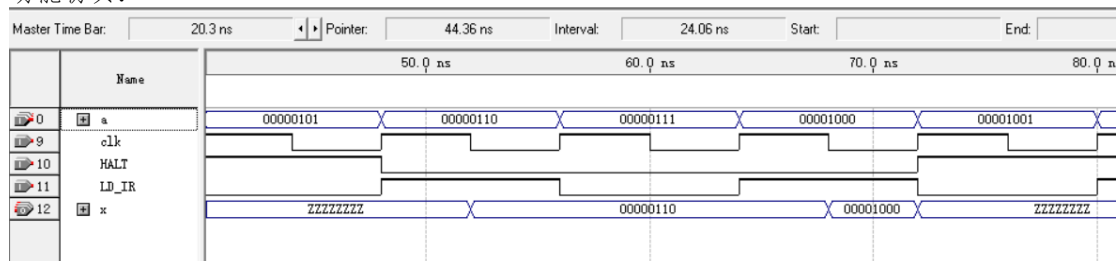 Master Time Bar: 20.3 ns Pointer: 44.36 ns Interval: 24.06 ns Start: End:
Name 50.0 ns 60.0 ns 70.0 ns 80.0 n
0 a 00000101 00000110 00000111 00001000 00001001
9 clk
10 HALT
11 LD_IR
12 x ZZZZZZZZ 00000110 00001000 ZZZZZZZZ